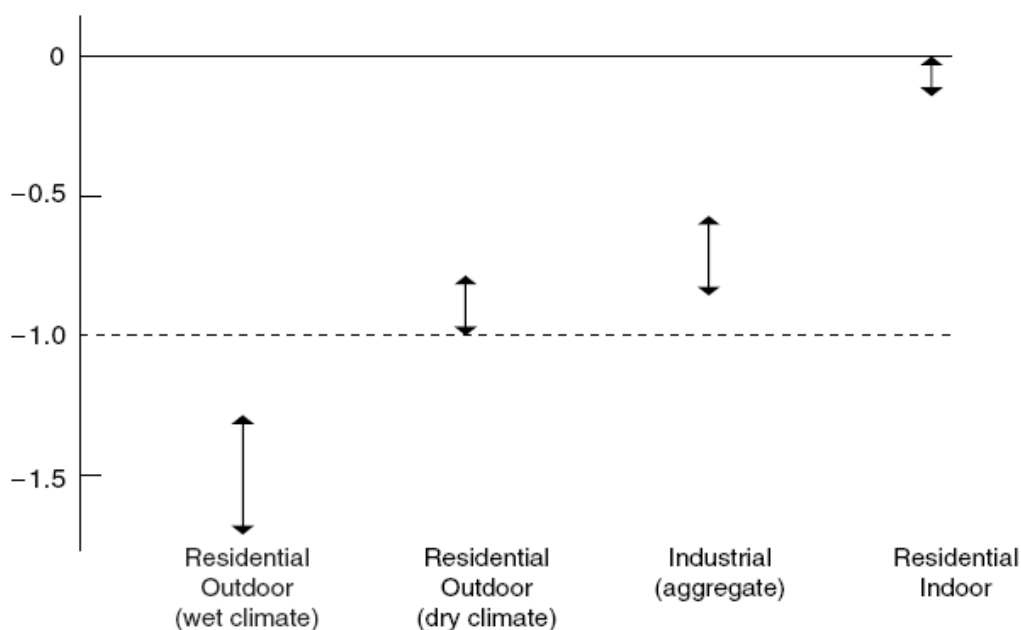 0
−0.5
−1.0
−1.5
Residential
Outdoor
(wet climate)
Residential
Outdoor
(dry climate)
Industrial
(aggregate)
Residential
Indoor